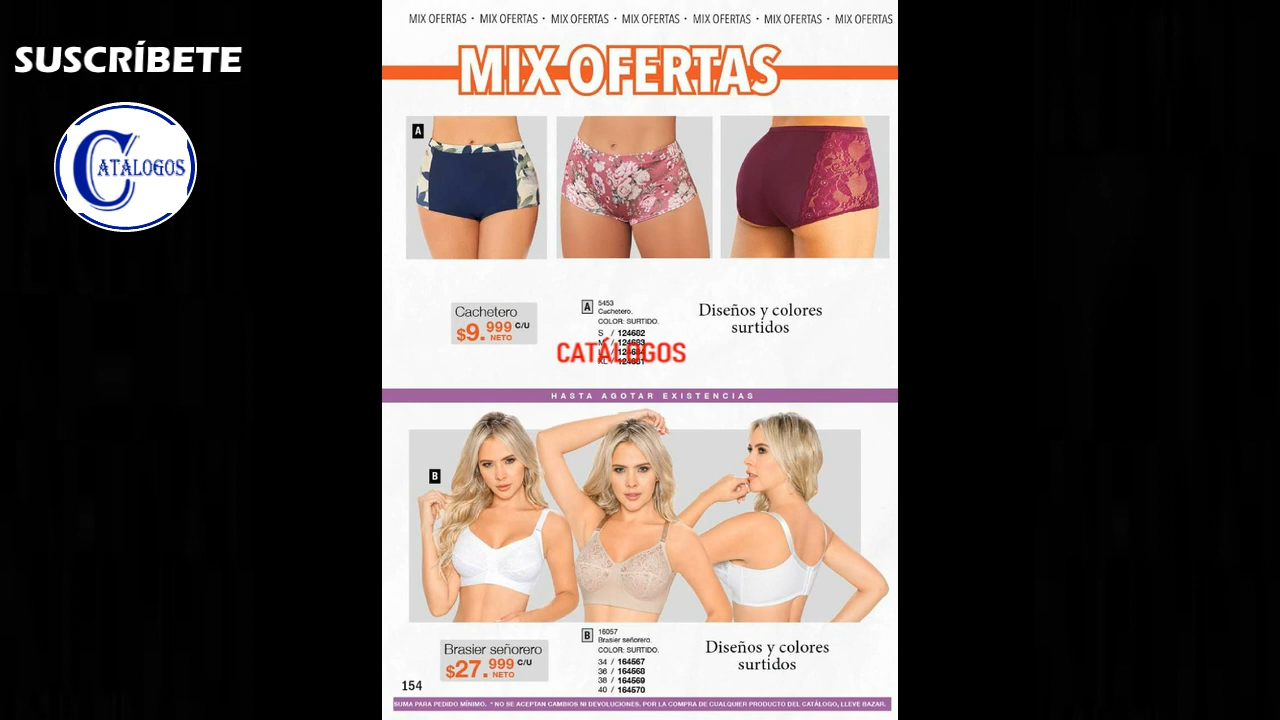 SUSCRÍBETE
CATÁLOGOS
MIX OFERTAS · MIX OFERTAS · MIX OFERTAS · MIX OFERTAS · MIX OFERTAS · MIX OFERTAS · MIX OFERTAS
MIX OFERTAS
A
Cachetero
$9.999 C/U
NETO
A 5453
Cachetero.
COLOR: SURTIDO.
S / 124682
M / 124683
CATÁLOGOS
Diseños y colores
surtidos
HASTA AGOTAR EXISTENCIAS
B
Brasier señorero
$27.999 C/U
NETO
B 16057
Brasier señorero.
COLOR: SURTIDO.
34 / 164567
36 / 164568
38 / 164569
40 / 164570
Diseños y colores
surtidos
154
SUMA PARA PEDIDO MÍNIMO. * NO SE ACEPTAN CAMBIOS NI DEVOLUCIONES. POR LA COMPRA DE CUALQUIER PRODUCTO DEL CATÁLOGO, LLEVE BAZAR.